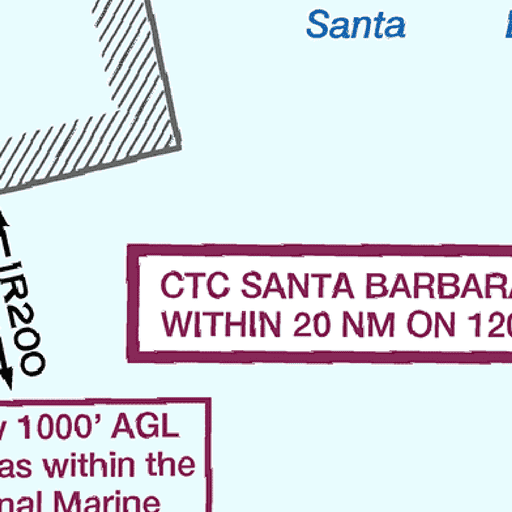 Santa
IR200
CTC SANTA BARBARA
WITHIN 20 NM ON 120
1000' AGL
as within the
nal Marine